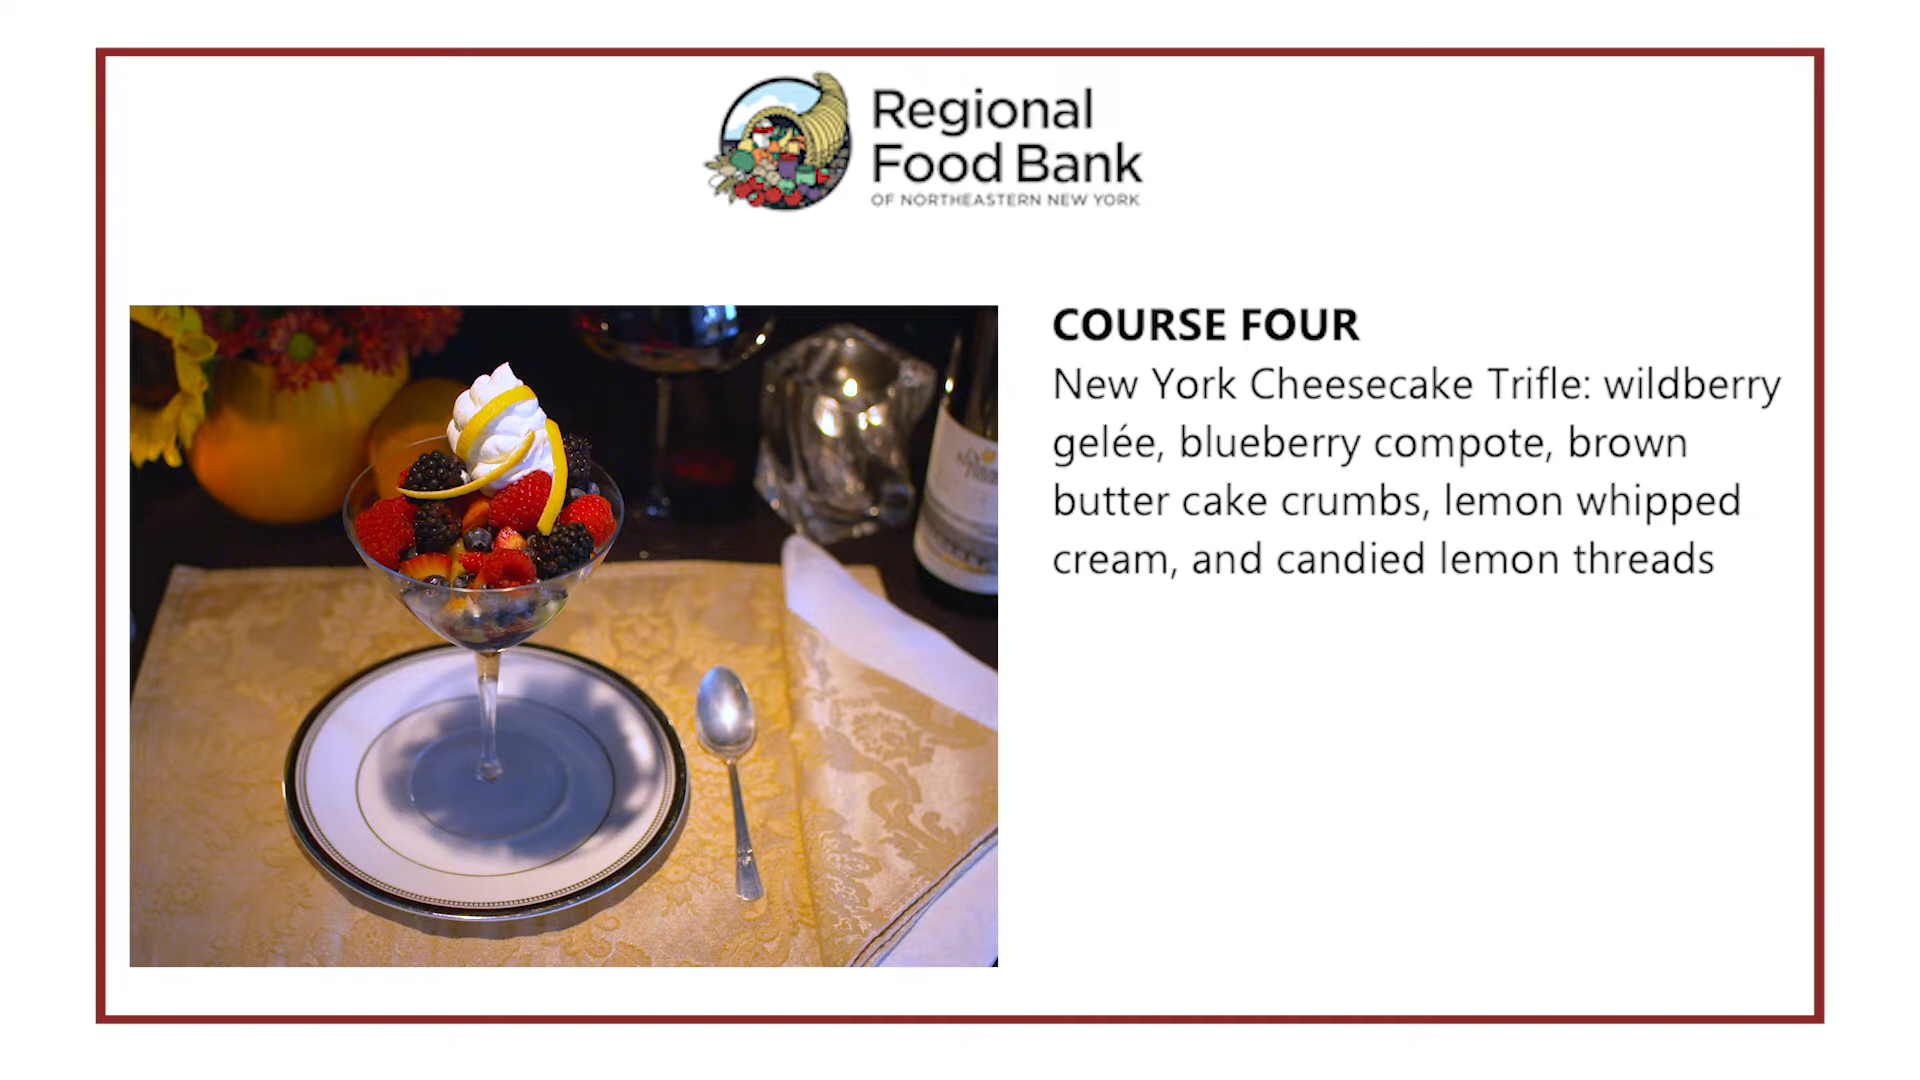 Regional
Food Bank
OF NORTHEASTERN NEW YORK
COURSE FOUR
New York Cheesecake Trifle: wildberry
gelée, blueberry compote, brown
butter cake crumbs, lemon whipped
cream, and candied lemon threads